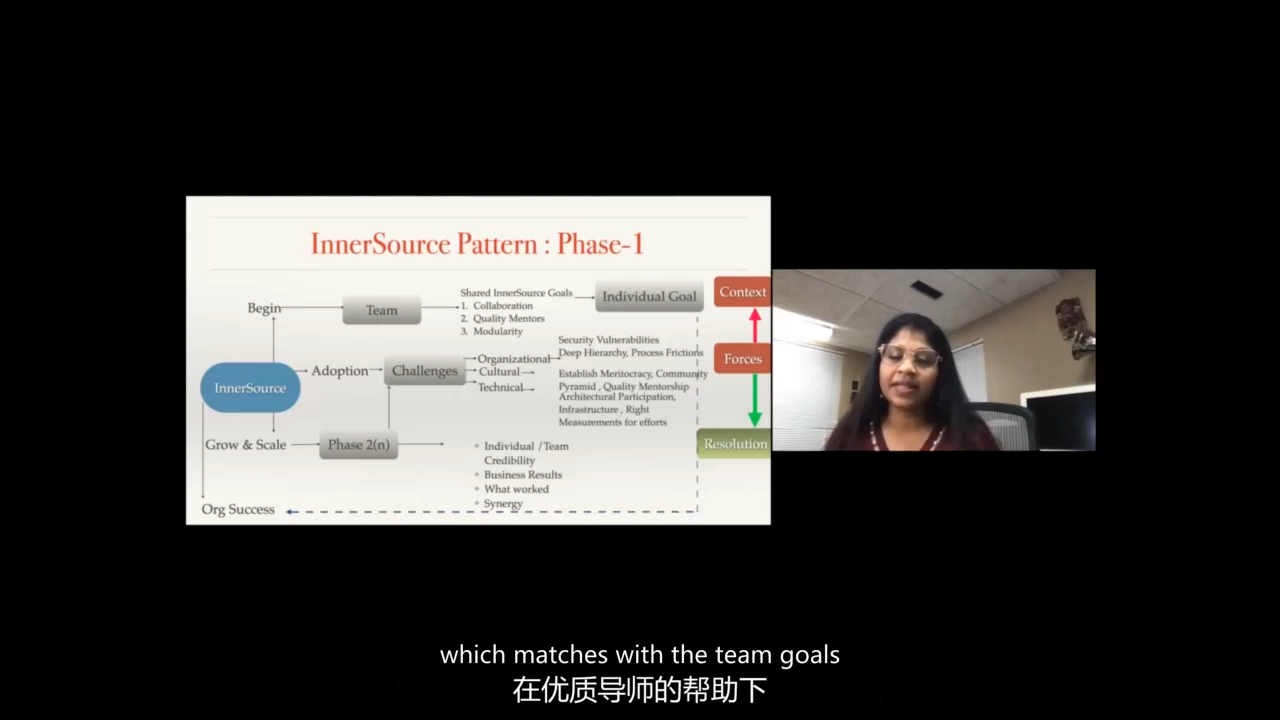 InnerSource Pattern : Phase-1
Begin
Team
Shared InnerSource Goals
1. Collaboration
2. Quality Mentors
3. Modularity
Individual Goal
Context
InnerSource
Adoption
Challenges
Organizational
Cultural
Technical
Security Vulnerabilities
Deep Hierarchy, Process Frictions
Establish Meritocracy, Community
Pyramid , Quality Mentorship
Architectural Participation,
Infrastructure , Right
Measurements for efforts
Forces
Grow & Scale
Phase 2(n)
• Individual /Team
Credibility
• Business Results
• What worked
• Synergy
Resolution
Org Success
which matches with the team goals
在优质导师的帮助下